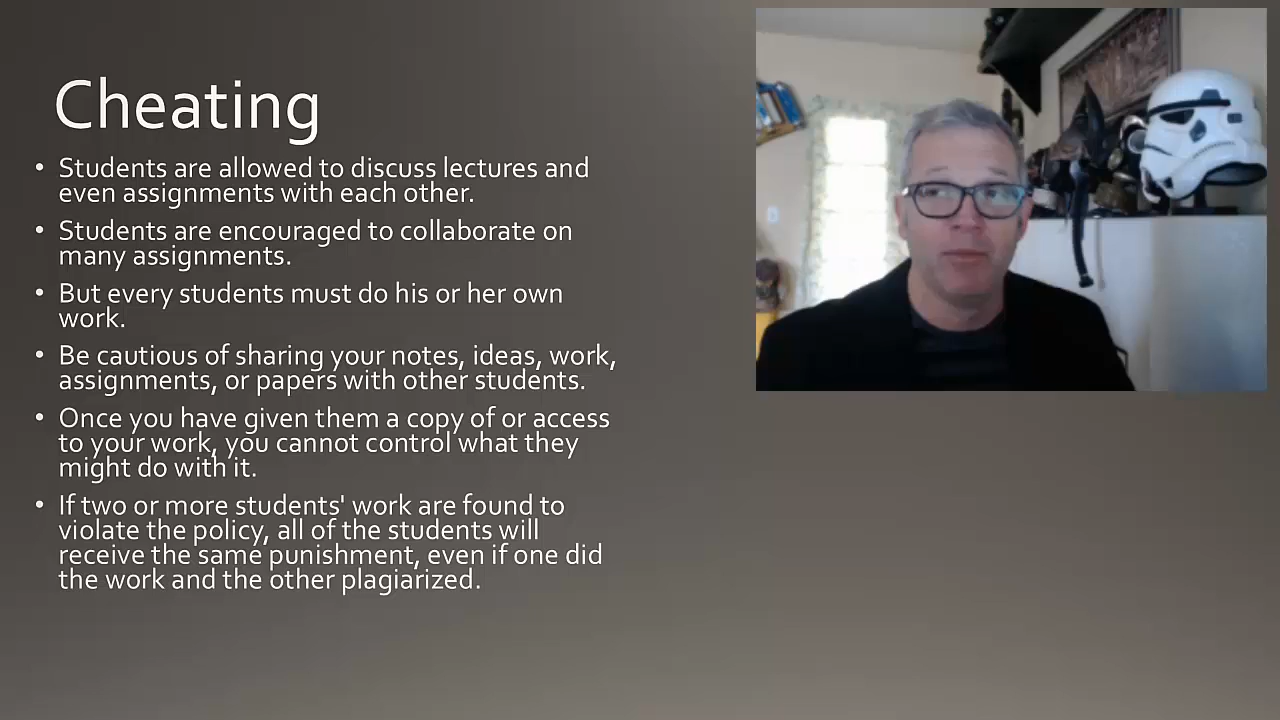 Cheating
• Students are allowed to discuss lectures and
even assignments with each other.
• Students are encouraged to collaborate on
many assignments.
• But every students must do his or her own
work.
• Be cautious of sharing your notes, ideas, work,
assignments, or papers with other students.
• Once you have given them a copy of or access
to your work, you cannot control what they
might do with it.
• If two or more students' work are found to
violate the policy, all of the students will
receive the same punishment, even if one did
the work and the other plagiarized.